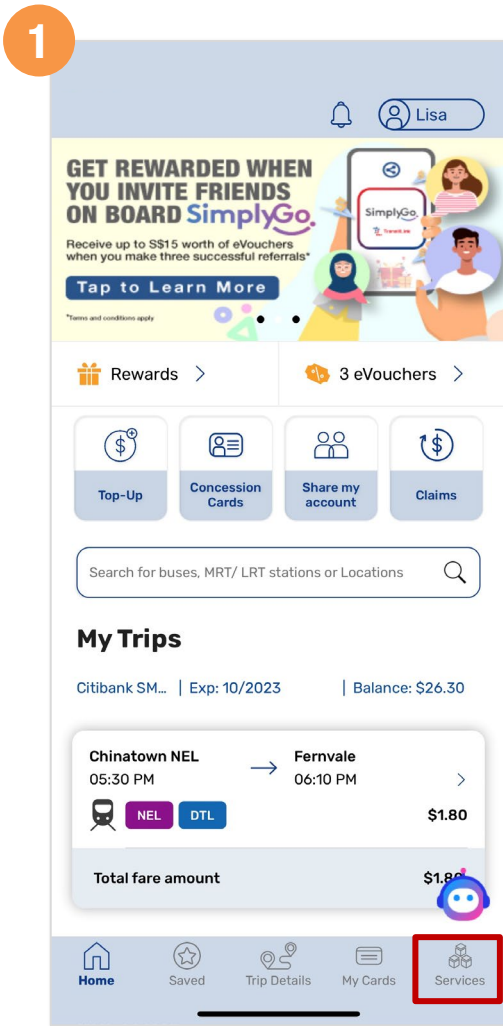 1
Lisa
GET REWARDED WHEN
YOU INVITE FRIENDS
ON BOARD SimplyGo.
Receive up to S$15 worth of eVouchers
when you make three successful referrals*
Tap to Learn More
*Terms and conditions apply
SimplyGo.
TransitLink
Rewards >
3 eVouchers >
Top-Up
Concession
Cards
Share my
account
Claims
Search for buses, MRT/ LRT stations or Locations
My Trips
Citibank SM... | Exp: 10/2023 | Balance: $26.30
Chinatown NEL → Fernvale
05:30 PM 06:10 PM >
NEL DTL $1.80
Total fare amount $1.80
Home Saved Trip Details My Cards Services